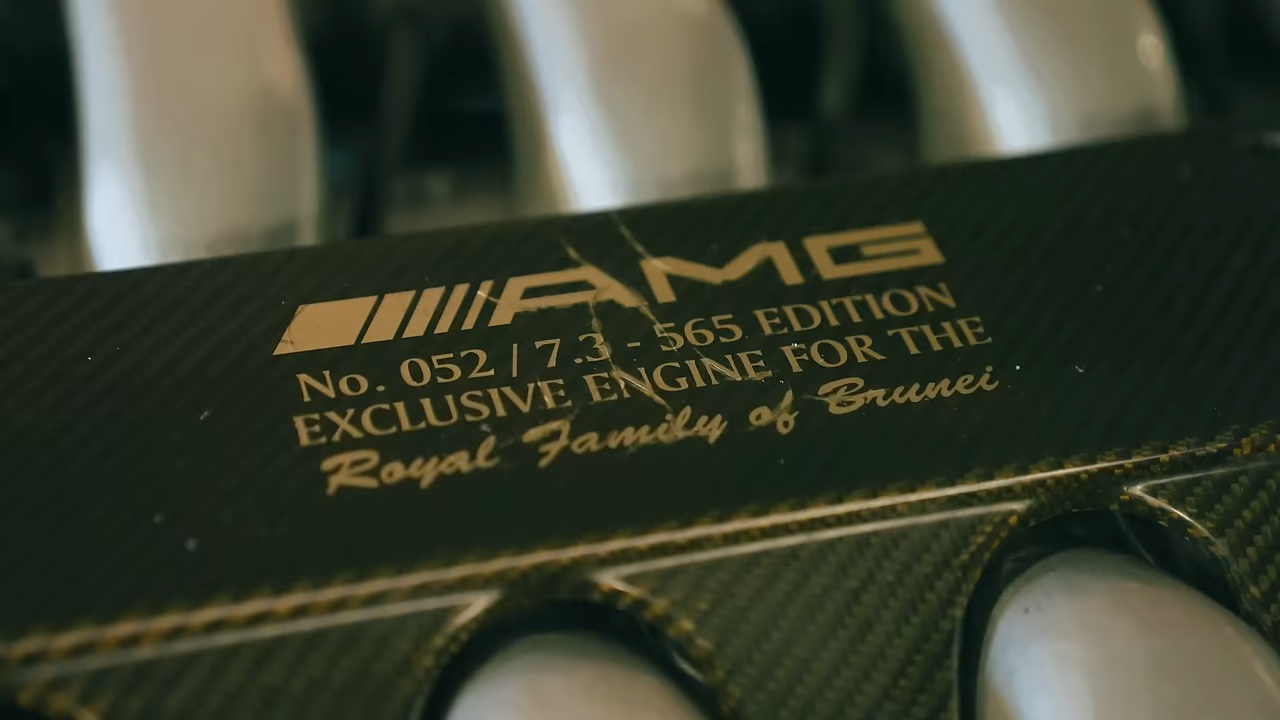 AMG
No. 052 / 7.3 - 565 EDITION
EXCLUSIVE ENGINE FOR THE
Royal Family of Brunei